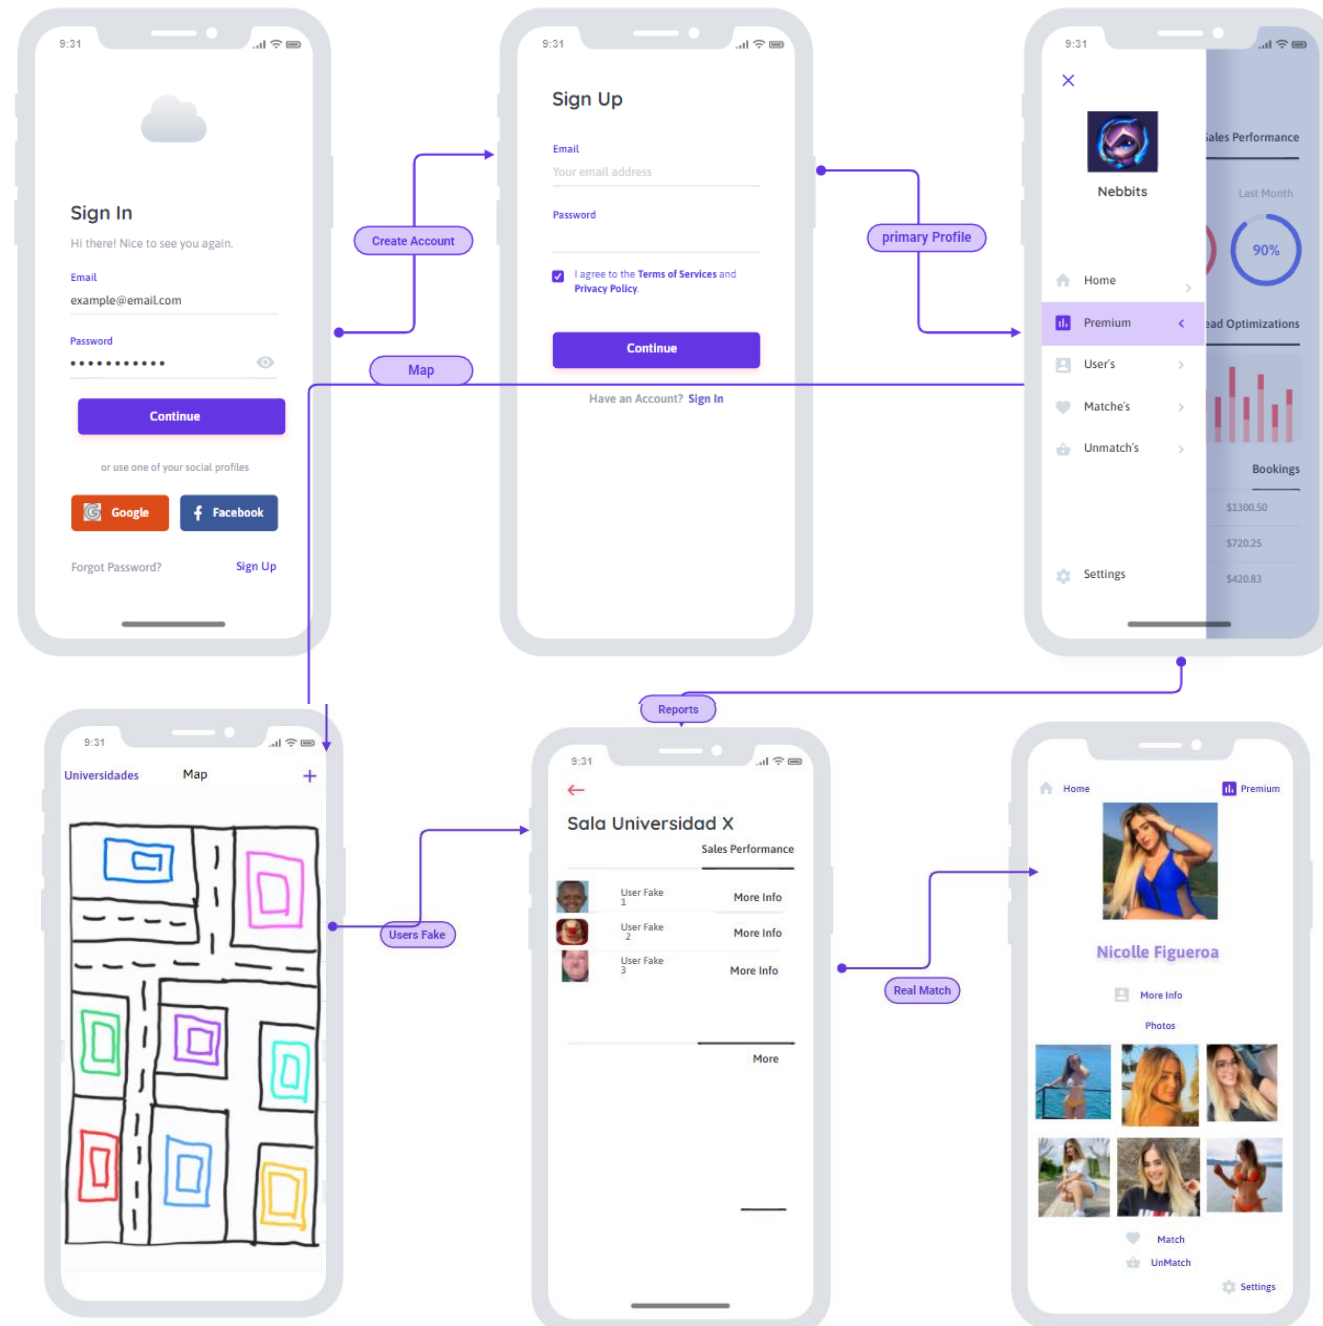 9:31
Sign In
Hi there! Nice to see you again.
Email
example@email.com
Password
Continue
or use one of your social profiles
Google
Facebook
Forgot Password?
Sign Up
Create Account
Map
9:31
Sign Up
Email
Your email address
Password
I agree to the Terms of Services and
Privacy Policy.
Continue
Have an Account? Sign In
primary Profile
9:31
Nebbits
Home
Premium
User's
Matche's
Unmatch's
Settings
Sales Performance
Last Month
90%
ead Optimizations
Bookings
$1300.50
$720.25
$420.83
Reports
9:31
Universidades
Map
+
Users Fake
9:31
Sala Universidad X
Sales Performance
User Fake
1
More Info
User Fake
2
More Info
User Fake
3
More Info
More
Real Match
Home
Premium
Nicolle Figueroa
More Info
Photos
Match
UnMatch
Settings